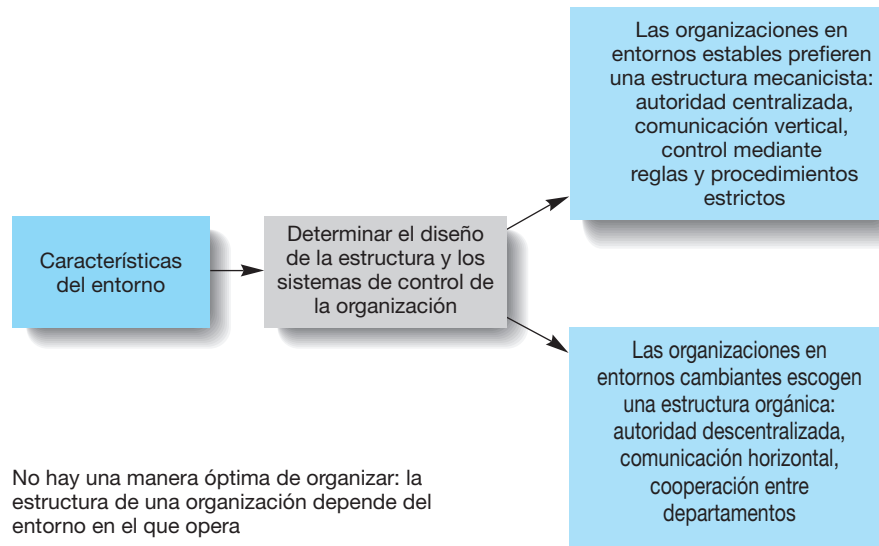 Características
del entorno
Determinar el diseño
de la estructura y los
sistemas de control de
la organización
Las organizaciones en
entornos estables prefieren
una estructura mecanicista:
autoridad centralizada,
comunicación vertical,
control mediante
reglas y procedimientos
estrictos
Las organizaciones en
entornos cambiantes escogen
una estructura orgánica:
autoridad descentralizada,
comunicación horizontal,
cooperación entre
departamentos
No hay una manera óptima de organizar: la
estructura de una organización depende del
entorno en el que opera